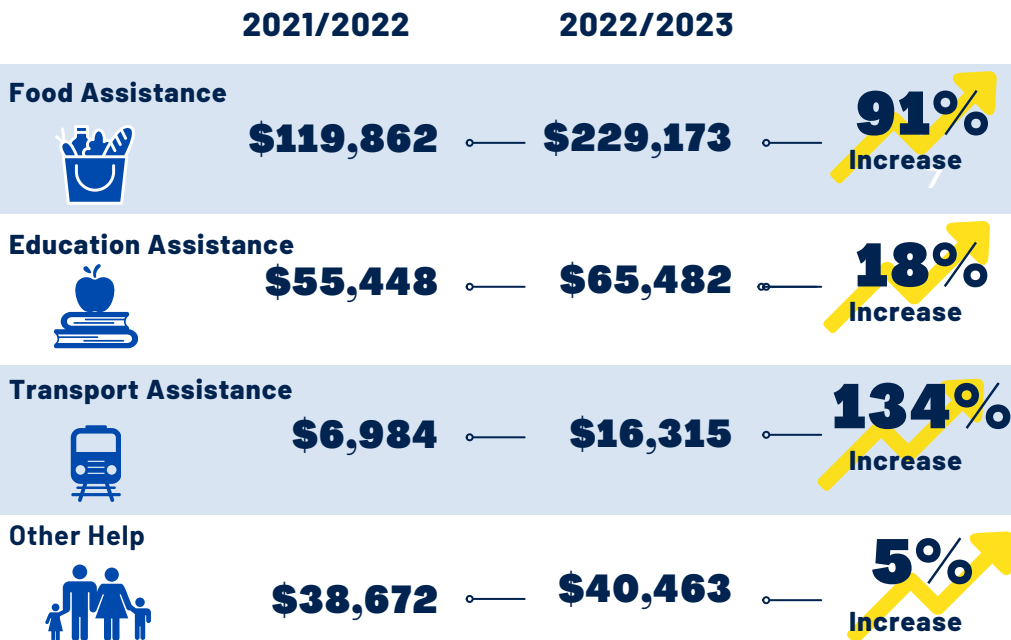 2021/2022 2022/2023
Food Assistance
$119,862 $229,173 91%
Increase
Education Assistance
$55,448 $65,482 18%
Increase
Transport Assistance
$6,984 $16,315 134%
Increase
Other Help
$38,672 $40,463 5%
Increase